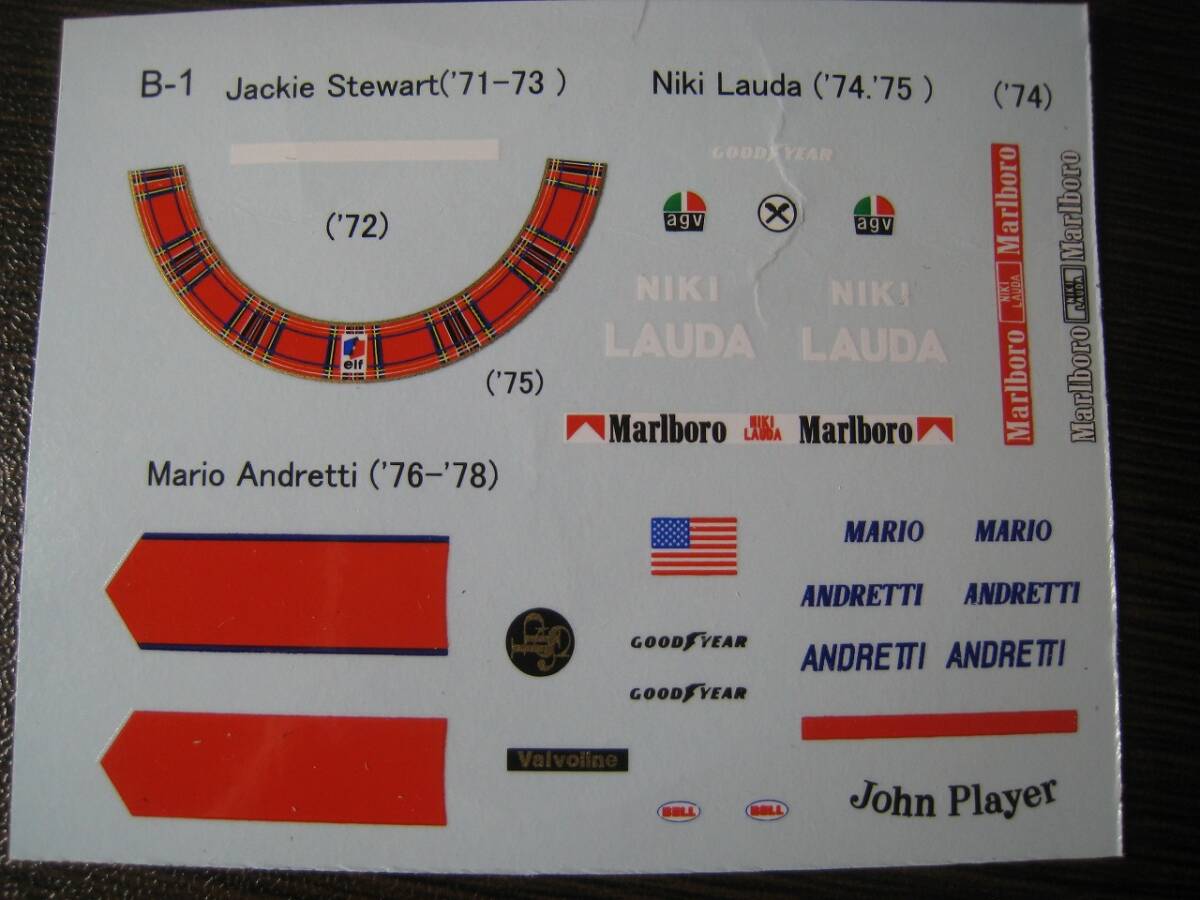 B-1 Jackie Stewart('71-73 ) Niki Lauda ('74.'75 ) ('74)
GOODYEAR
agv agv
('72)
NIKI NIKI
LAUDA LAUDA
elf
('75)
Marlboro NIKI LAUDA Marlboro
Marlboro NIKI LAUDA Marlboro
Marlboro NIKI LAUDA Marlboro
Mario Andretti ('76-'78)
MARIO MARIO
ANDRETTI ANDRETTI
JPS
GOODYEAR
ANDRETTI ANDRETTI
GOODYEAR
Valvoline
BELL BELL
John Player